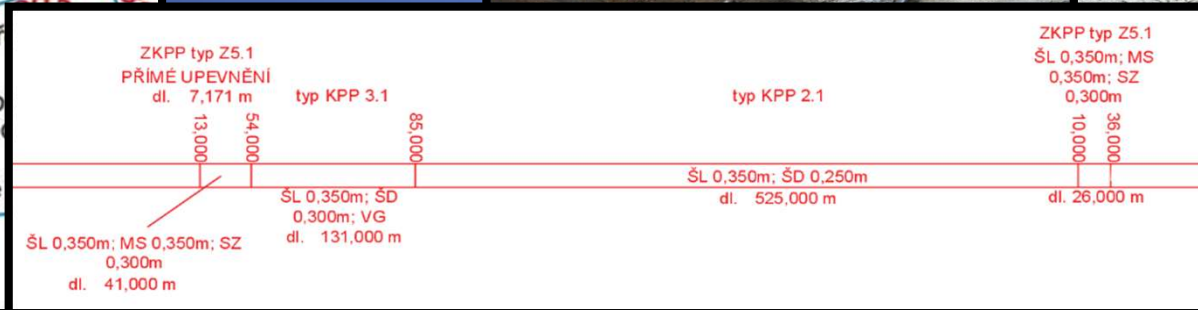 ZKPP typ Z5.1
PŘÍMÉ UPEVNĚNÍ
dl. 7,171 m
typ KPP 3.1
typ KPP 2.1
ZKPP typ Z5.1
ŠL 0,350m; MS
0,350m; SZ
0,300m
13,000
54,000
85,000
10,000
36,000
ŠL 0,350m; ŠD
0,300m; VG
dl. 131,000 m
ŠL 0,350m; ŠD 0,250m
dl. 525,000 m
dl. 26,000 m
ŠL 0,350m; MS 0,350m; SZ
0,300m
dl. 41,000 m